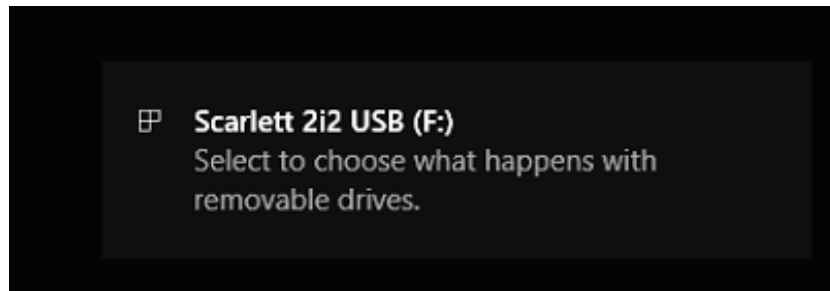 Scarlett 2i2 USB (F:)
Select to choose what happens with
removable drives.